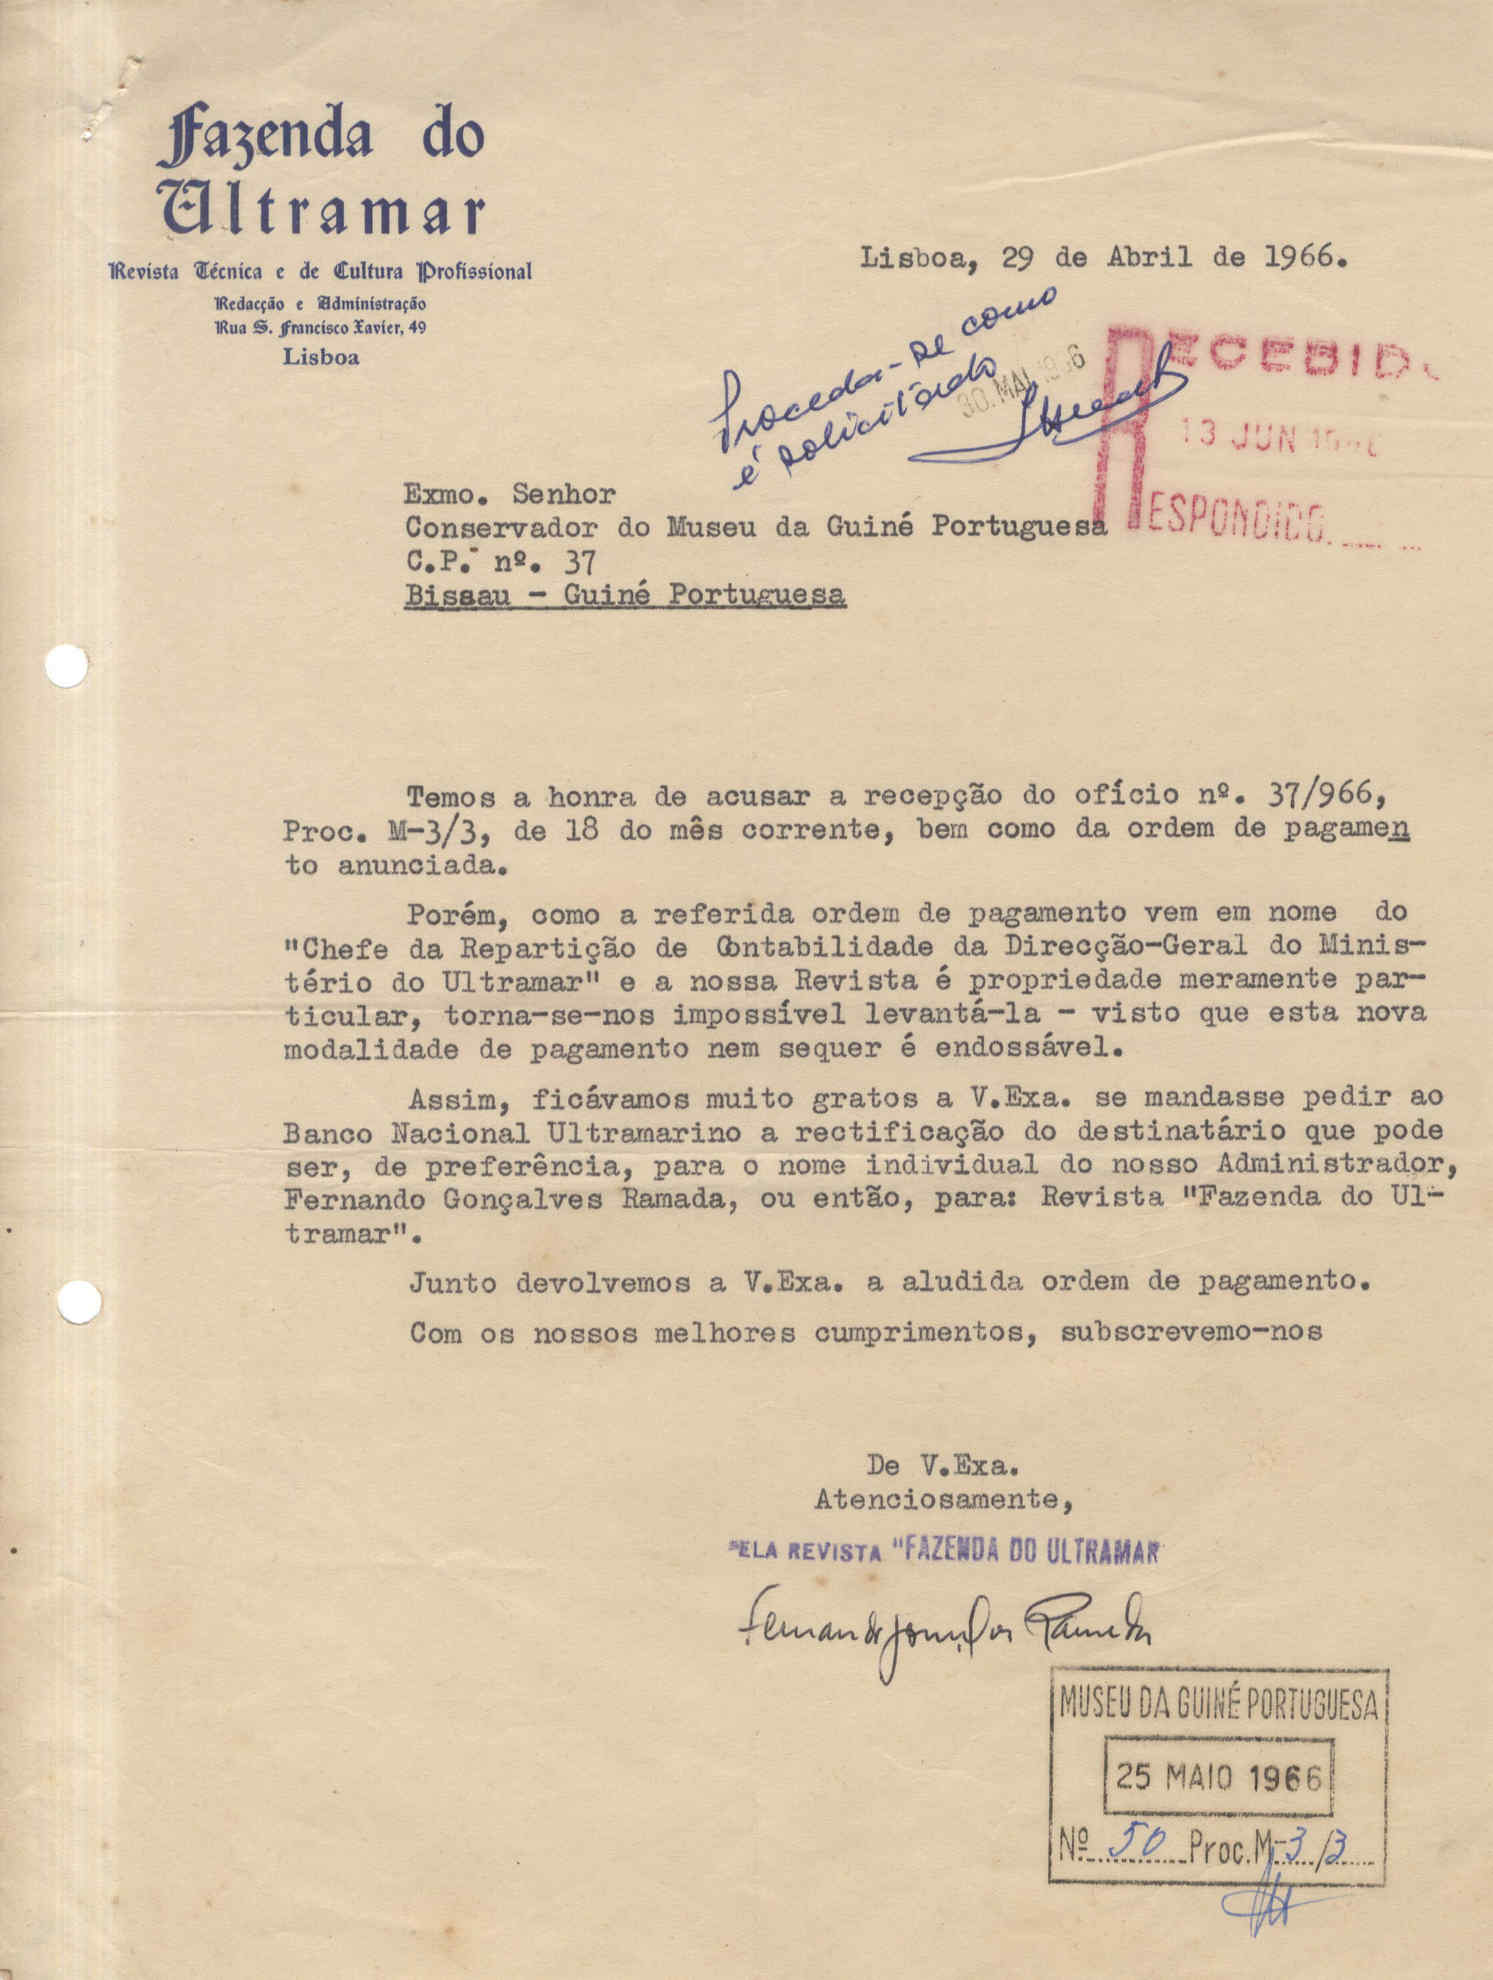 Fazenda do
Ultramar
Revista Técnica e de Cultura Profissional
Redacção e Administração
Rua S. Francisco Xavier, 49
Lisboa
Lisboa, 29 de Abril de 1966.
Proceda-se como
é solicitado
30. MAI 1966
RECEBIDO
13 JUN 196
RESPONDIDO
Exmo. Senhor
Conservador do Museu da Guiné Portuguesa
C.P. nº. 37
Bissau - Guiné Portuguesa
Temos a honra de acusar a recepção do ofício nº. 37/966,
Proc. M-3/3, de 18 do mês corrente, bem como da ordem de pagamen
to anunciada.
Porém, como a referida ordem de pagamento vem em nome do
"Chefe da Repartição de Contabilidade da Direcção-Geral do Minis-
tério do Ultramar" e a nossa Revista é propriedade meramente par-
ticular, torna-se-nos impossível levantá-la - visto que esta nova
modalidade de pagamento nem sequer é endossável.
Assim, ficávamos muito gratos a V.Exa. se mandasse pedir ao
Banco Nacional Ultramarino a rectificação do destinatário que pode
ser, de preferência, para o nome individual do nosso Administrador,
Fernando Gonçalves Ramada, ou então, para: Revista "Fazenda do Ul-
tramar".
Junto devolvemos a V.Exa. a aludida ordem de pagamento.
Com os nossos melhores cumprimentos, subscrevemo-nos
De V.Exa.
Atenciosamente,
PELA REVISTA "FAZENDA DO ULTRAMAR
Fernando Gonçalves Ramada
MUSEU DA GUINÉ PORTUGUESA
25 MAIO 1966
Nº 50 Proc. M-3/3